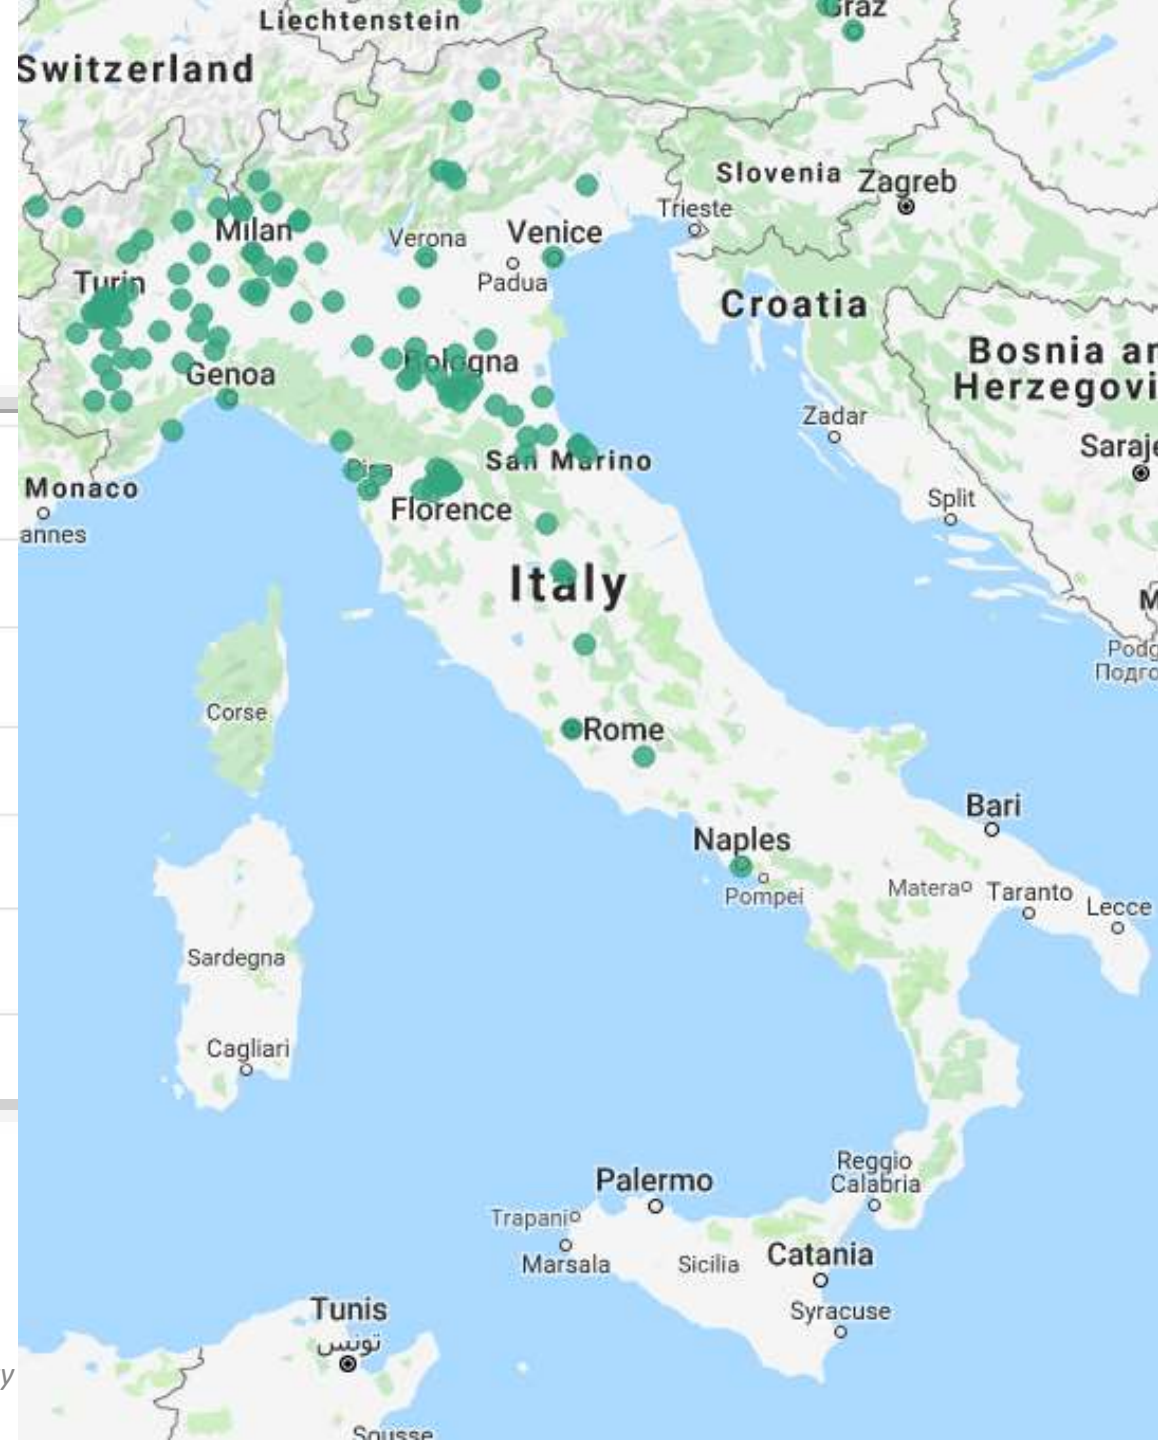 Graz
Liechtenstein
Switzerland
Slovenia
Zagreb
Trieste
Milan
Verona
Venice
Padua
Turin
Croatia
Bosnia ar
Herzegovi
Bologna
Genoa
Zadar
Saraje
San Marino
Pisa
Monaco
annes
Florence
Split
Italy
M
Podg
Подго
Corse
Rome
Bari
Naples
Pompei
Matera
Taranto
Lecce
Sardegna
Cagliari
Reggio
Calabria
Palermo
Trapani
Marsala
Sicilia
Catania
Syracuse
Tunis
تونس
y
Sousse